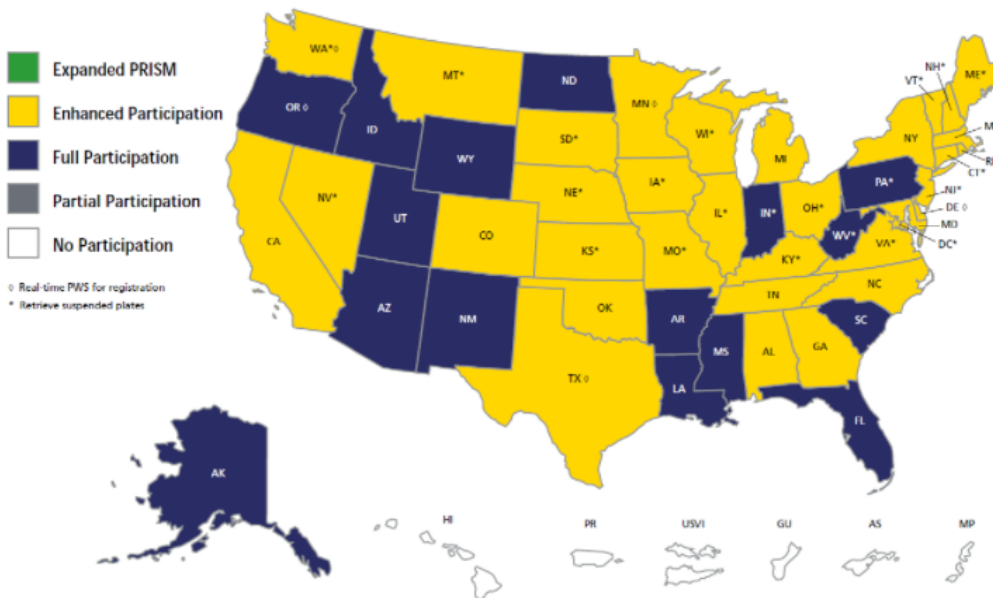 Expanded PRISM
Enhanced Participation
Full Participation
Partial Participation
No Participation
◊ Real-time PWS for registration
* Retrieve suspended plates
WA*◊
MT*
ND
MN◊
OR◊
ID
WY
SD*
WI*
MI
NY
VT*
NH*
ME*
M
RI
CT*
NJ*
DE◊
MD
DC*
PA*
NV*
UT
CO
NE*
IA*
IL*
IN*
OH*
WV*
VA*
CA
KS*
MO*
KY*
NC
TN
AZ
NM
OK
AR
SC
MS
AL
GA
TX◊
LA
FL
AK
HI
PR
USVI
GU
AS
MP